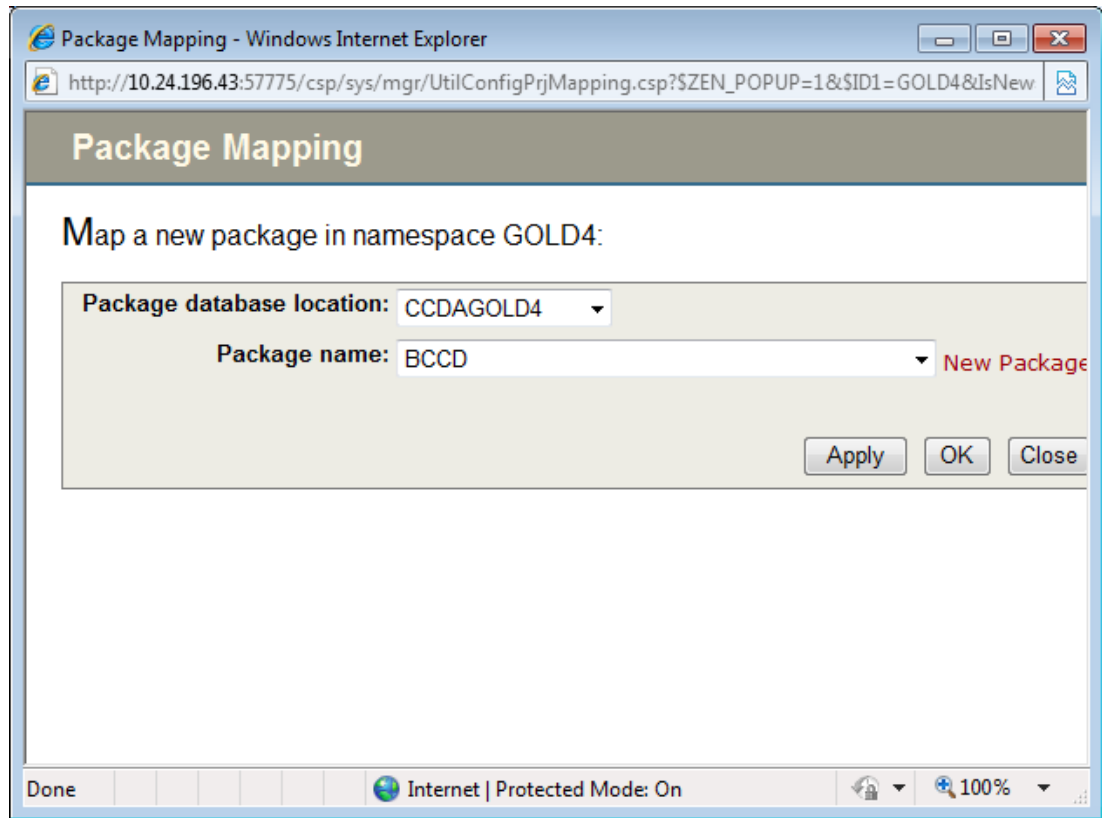 Package Mapping - Windows Internet Explorer
http://10.24.196.43:57775/csp/sys/mgr/UtilConfigPrjMapping.csp?$ZEN_POPUP=1&$ID1=GOLD4&IsNew
Package Mapping
Map a new package in namespace GOLD4:
Package database location: CCDAGOLD4
Package name: BCCD New Package
Apply OK Close
Done Internet | Protected Mode: On 100%